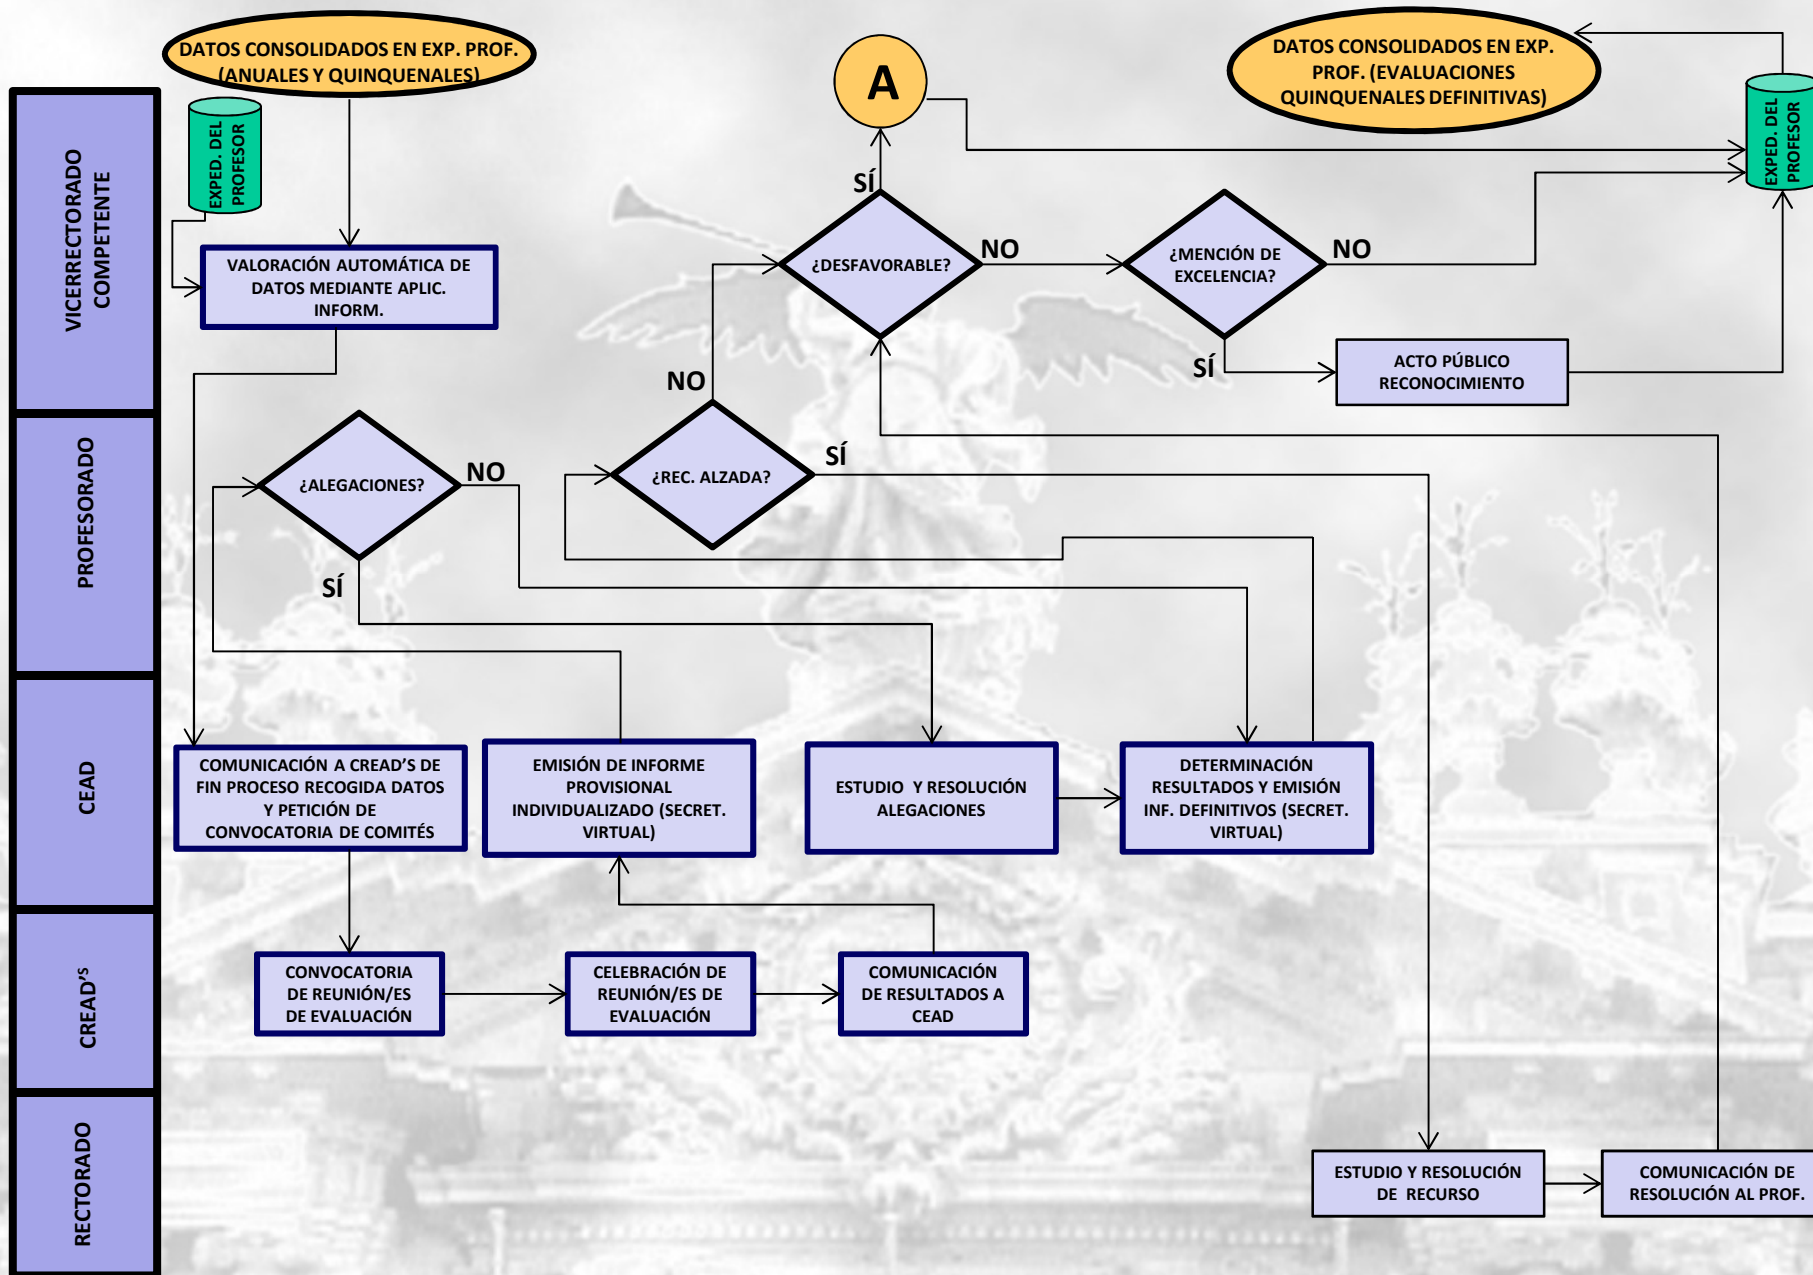 DATOS CONSOLIDADOS EN EXP. PROF.
(ANUALES Y QUINQUENALES)
A
DATOS CONSOLIDADOS EN EXP.
PROF. (EVALUACIONES
QUINQUENALES DEFINITIVAS)
VICERRECTORADO
COMPETENTE
EXPED. DEL
PROFESOR
EXPED. DEL
PROFESOR
VALORACIÓN AUTOMÁTICA DE
DATOS MEDIANTE APLIC.
INFORM.
SÍ
¿DESFAVORABLE?
NO
¿MENCIÓN DE
EXCELENCIA?
NO
SÍ
ACTO PÚBLICO
RECONOCIMIENTO
PROFESORADO
¿ALEGACIONES?
NO
SÍ
NO
¿REC. ALZADA?
SÍ
CEAD
COMUNICACIÓN A CREAD'S DE
FIN PROCESO RECOGIDA DATOS
Y PETICIÓN DE
CONVOCATORIA DE COMITÉS
EMISIÓN DE INFORME
PROVISIONAL
INDIVIDUALIZADO (SECRET.
VIRTUAL)
ESTUDIO Y RESOLUCIÓN
ALEGACIONES
DETERMINACIÓN
RESULTADOS Y EMISIÓN
INF. DEFINITIVOS (SECRET.
VIRTUAL)
CREAD'S
CONVOCATORIA
DE REUNIÓN/ES
DE EVALUACIÓN
CELEBRACIÓN DE
REUNIÓN/ES DE
EVALUACIÓN
COMUNICACIÓN
DE RESULTADOS A
CEAD
RECTORADO
ESTUDIO Y RESOLUCIÓN
DE RECURSO
COMUNICACIÓN DE
RESOLUCIÓN AL PROF.